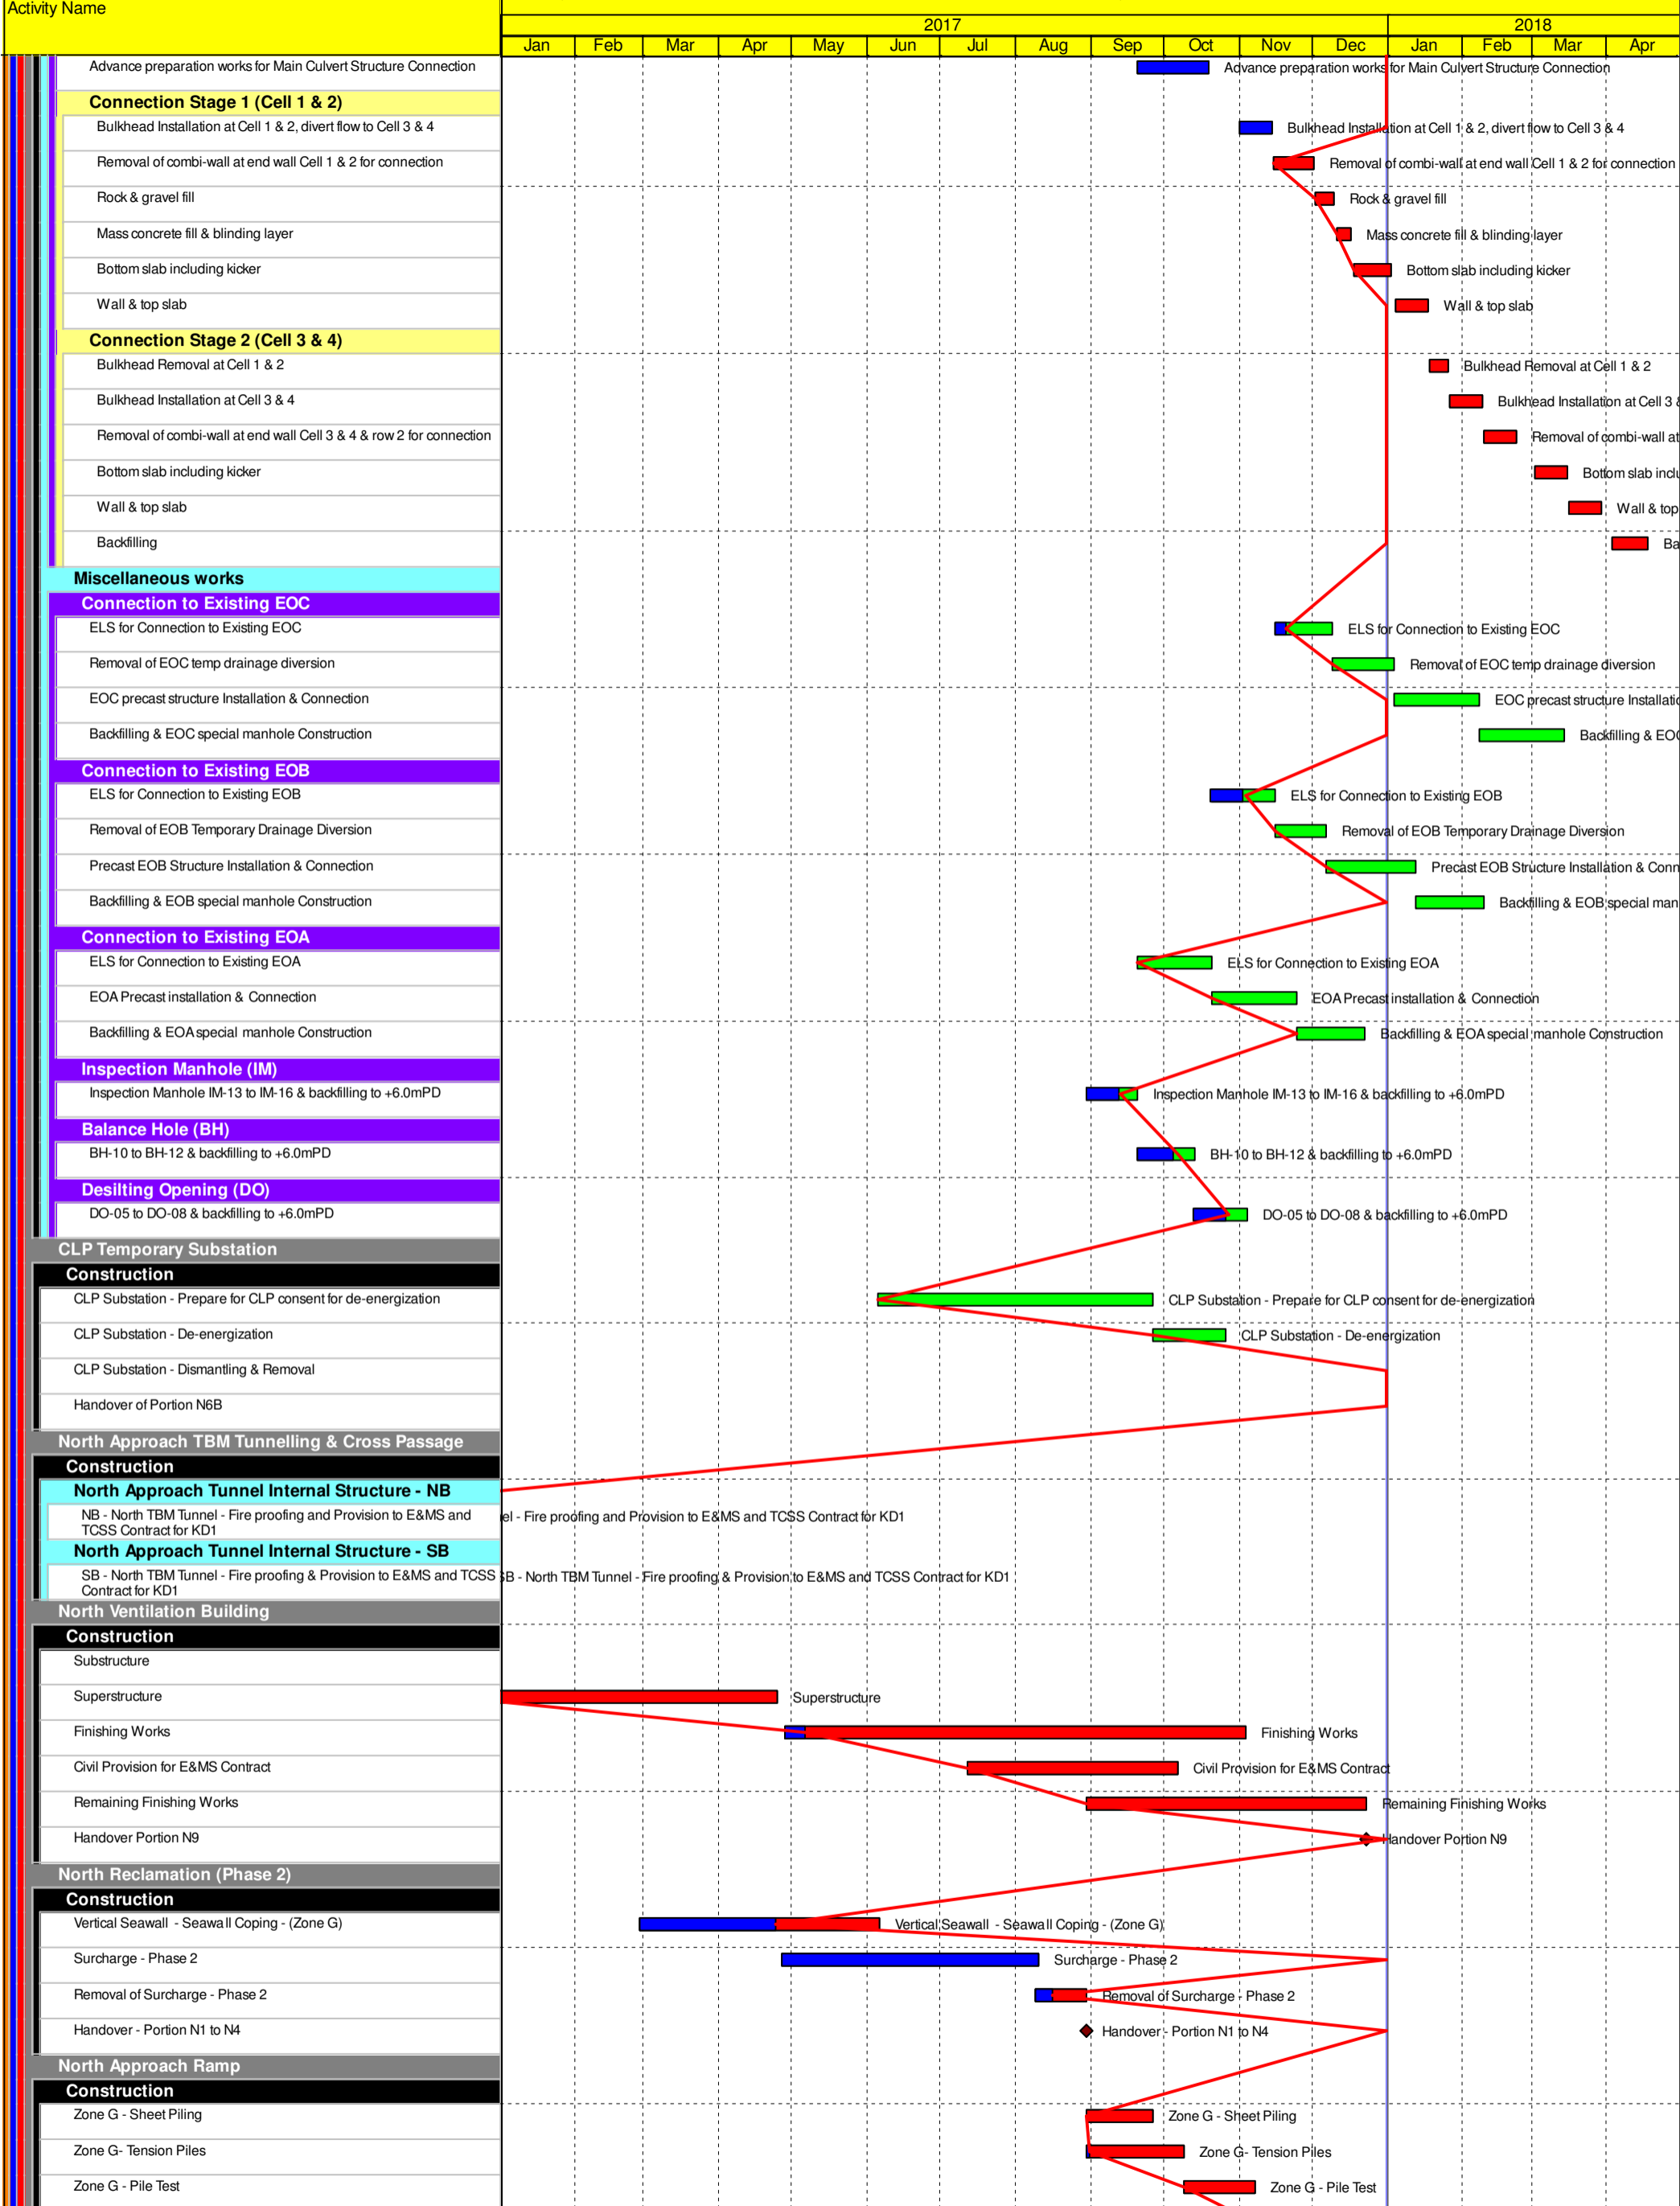 Activity Name
2017 2018
Jan Feb Mar Apr May Jun Jul Aug Sep Oct Nov Dec Jan Feb Mar Apr
Advance preparation works for Main Culvert Structure Connection Advance preparation works for Main Culvert Structure Connection
Connection Stage 1 (Cell 1 & 2)
Bulkhead Installation at Cell 1 & 2, divert flow to Cell 3 & 4 Bulkhead Installation at Cell 1 & 2, divert flow to Cell 3 & 4
Removal of combi-wall at end wall Cell 1 & 2 for connection Removal of combi-wall at end wall Cell 1 & 2 for connection
Rock & gravel fill Rock & gravel fill
Mass concrete fill & blinding layer Mass concrete fill & blinding layer
Bottom slab including kicker Bottom slab including kicker
Wall & top slab Wall & top slab
Connection Stage 2 (Cell 3 & 4)
Bulkhead Removal at Cell 1 & 2 Bulkhead Removal at Cell 1 & 2
Bulkhead Installation at Cell 3 & 4 Bulkhead Installation at Cell 3 &
Removal of combi-wall at end wall Cell 3 & 4 & row 2 for connection Removal of combi-wall at
Bottom slab including kicker Bottom slab inclu
Wall & top slab Wall & top
Backfilling Ba
Miscellaneous works
Connection to Existing EOC
ELS for Connection to Existing EOC ELS for Connection to Existing EOC
Removal of EOC temp drainage diversion Removal of EOC temp drainage diversion
EOC precast structure Installation & Connection EOC precast structure Installatio
Backfilling & EOC special manhole Construction Backfilling & EOC
Connection to Existing EOB
ELS for Connection to Existing EOB ELS for Connection to Existing EOB
Removal of EOB Temporary Drainage Diversion Removal of EOB Temporary Drainage Diversion
Precast EOB Structure Installation & Connection Precast EOB Structure Installation & Conn
Backfilling & EOB special manhole Construction Backfilling & EOB special man
Connection to Existing EOA
ELS for Connection to Existing EOA ELS for Connection to Existing EOA
EOA Precast installation & Connection EOA Precast installation & Connection
Backfilling & EOA special manhole Construction Backfilling & EOA special manhole Construction
Inspection Manhole (IM)
Inspection Manhole IM-13 to IM-16 & backfilling to +6.0mPD Inspection Manhole IM-13 to IM-16 & backfilling to +6.0mPD
Balance Hole (BH)
BH-10 to BH-12 & backfilling to +6.0mPD BH-10 to BH-12 & backfilling to +6.0mPD
Desilting Opening (DO)
DO-05 to DO-08 & backfilling to +6.0mPD DO-05 to DO-08 & backfilling to +6.0mPD
CLP Temporary Substation
Construction
CLP Substation - Prepare for CLP consent for de-energization CLP Substation - Prepare for CLP consent for de-energization
CLP Substation - De-energization CLP Substation - De-energization
CLP Substation - Dismantling & Removal
Handover of Portion N6B
North Approach TBM Tunnelling & Cross Passage
Construction
North Approach Tunnel Internal Structure - NB
NB - North TBM Tunnel - Fire proofing and Provision to E&MS and el - Fire proofing and Provision to E&MS and TCSS Contract for KD1
TCSS Contract for KD1
North Approach Tunnel Internal Structure - SB
SB - North TBM Tunnel - Fire proofing & Provision to E&MS and TCSS SB - North TBM Tunnel - Fire proofing & Provision to E&MS and TCSS Contract for KD1
Contract for KD1
North Ventilation Building
Construction
Substructure
Superstructure Superstructure
Finishing Works Finishing Works
Civil Provision for E&MS Contract Civil Provision for E&MS Contract
Remaining Finishing Works Remaining Finishing Works
Handover Portion N9 Handover Portion N9
North Reclamation (Phase 2)
Construction
Vertical Seawall - Seawall Coping - (Zone G) Vertical Seawall - Seawall Coping - (Zone G)
Surcharge - Phase 2 Surcharge - Phase 2
Removal of Surcharge - Phase 2 Removal of Surcharge - Phase 2
Handover - Portion N1 to N4 Handover - Portion N1 to N4
North Approach Ramp
Construction
Zone G - Sheet Piling Zone G - Sheet Piling
Zone G- Tension Piles Zone G- Tension Piles
Zone G - Pile Test Zone G - Pile Test